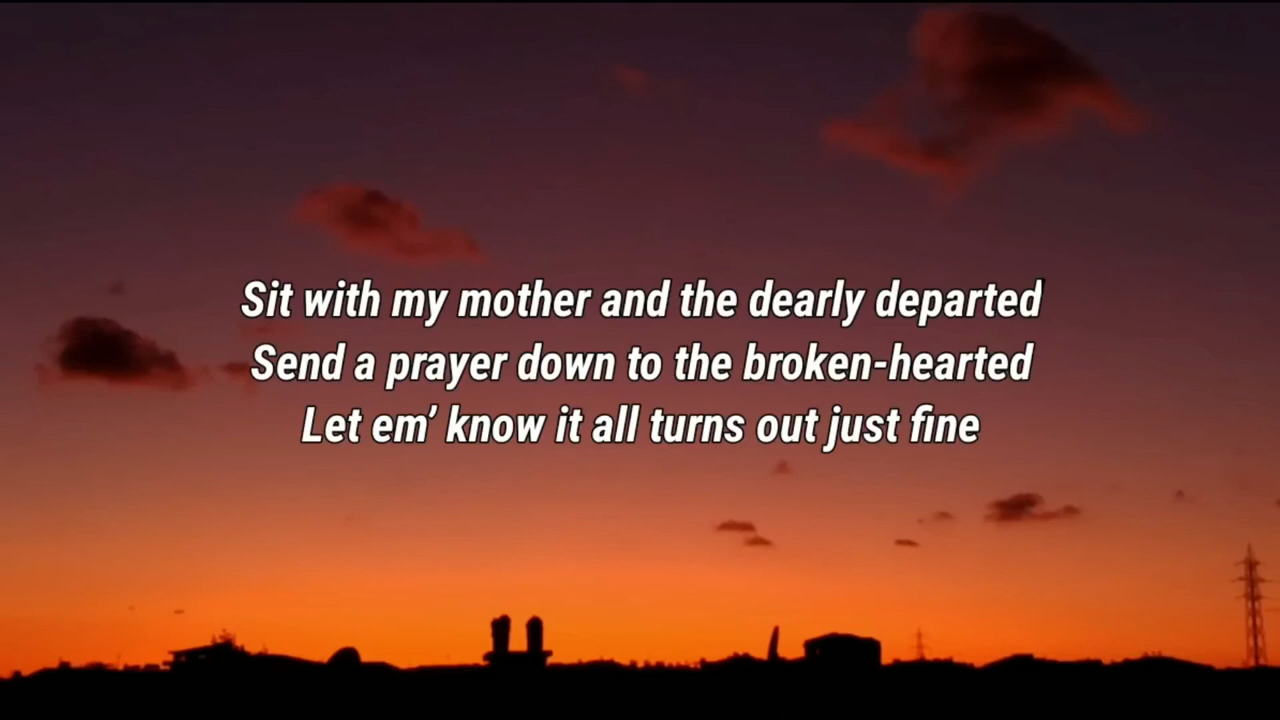 Sit with my mother and the dearly departed
Send a prayer down to the broken-hearted
Let em’ know it all turns out just fine